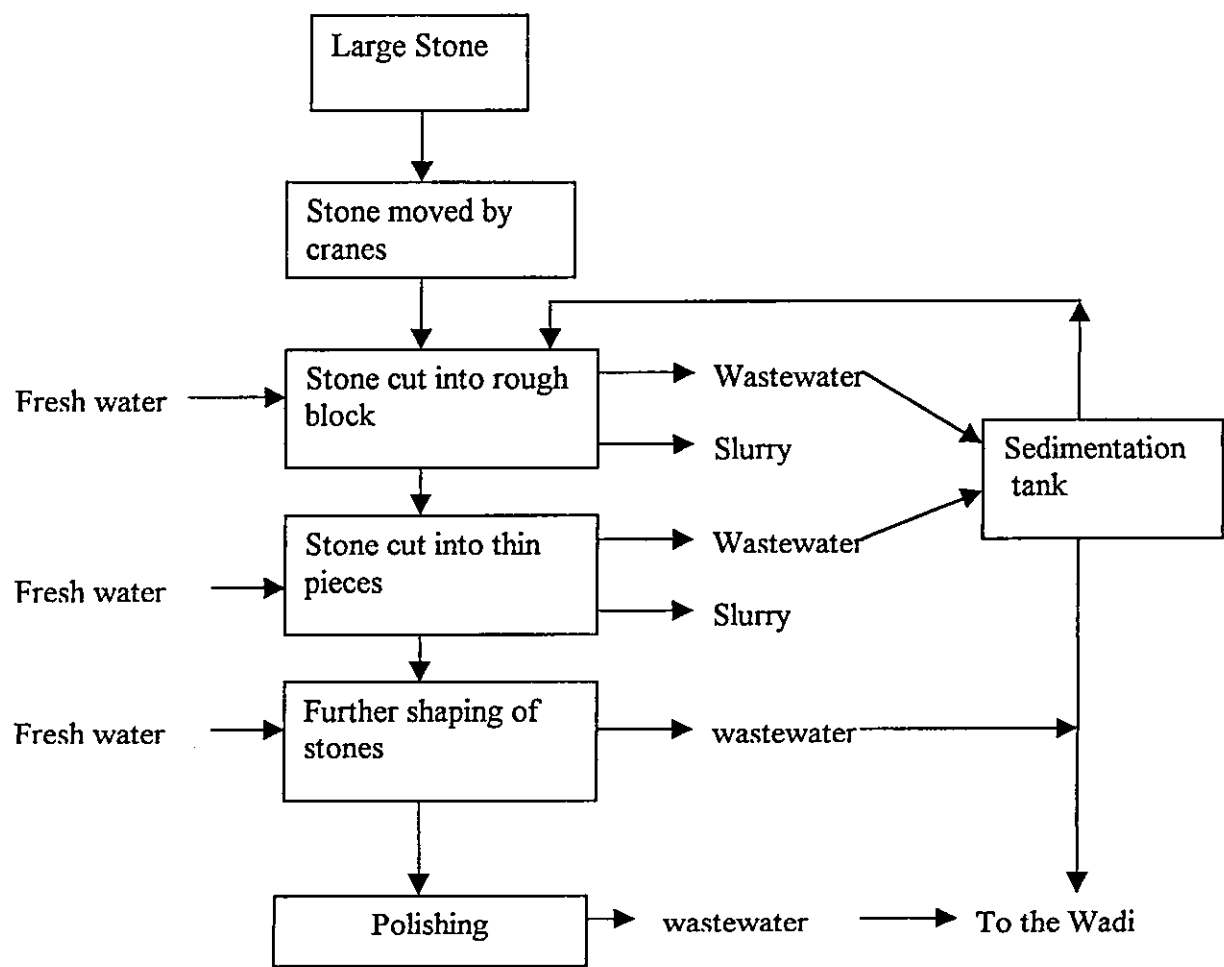 Large Stone
Stone moved by
cranes
Fresh water
Stone cut into rough
block
Wastewater
Slurry
Sedimentation
tank
Fresh water
Stone cut into thin
pieces
Wastewater
Slurry
Fresh water
Further shaping of
stones
wastewater
Polishing
wastewater
To the Wadi